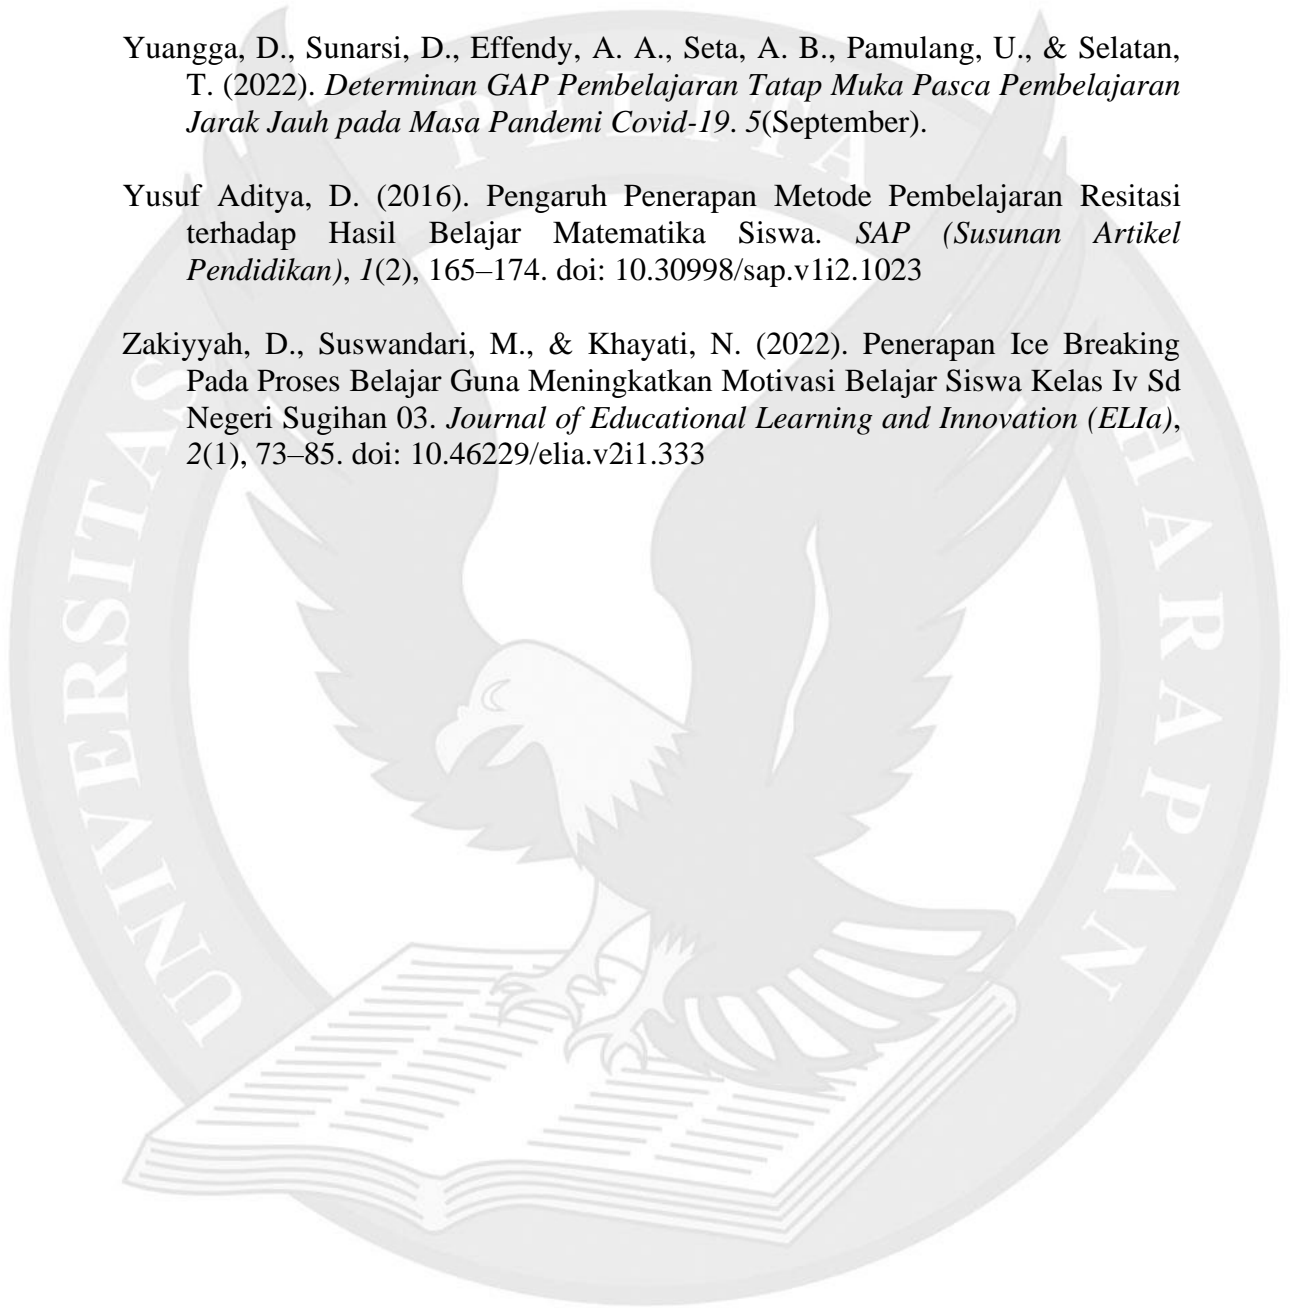 Yuangga, D., Sunarsi, D., Effendy, A. A., Seta, A. B., Pamulang, U., & Selatan,
T. (2022). Determinan GAP Pembelajaran Tatap Muka Pasca Pembelajaran
Jarak Jauh pada Masa Pandemi Covid-19. 5(September).
Yusuf Aditya, D. (2016). Pengaruh Penerapan Metode Pembelajaran Resitasi
terhadap Hasil Belajar Matematika Siswa. SAP (Susunan Artikel
Pendidikan), 1(2), 165–174. doi: 10.30998/sap.v1i2.1023
Zakiyyah, D., Suswandari, M., & Khayati, N. (2022). Penerapan Ice Breaking
Pada Proses Belajar Guna Meningkatkan Motivasi Belajar Siswa Kelas Iv Sd
Negeri Sugihan 03. Journal of Educational Learning and Innovation (ELIa),
2(1), 73–85. doi: 10.46229/elia.v2i1.333
UNIVERSITAS
PELITA
HARAPAN